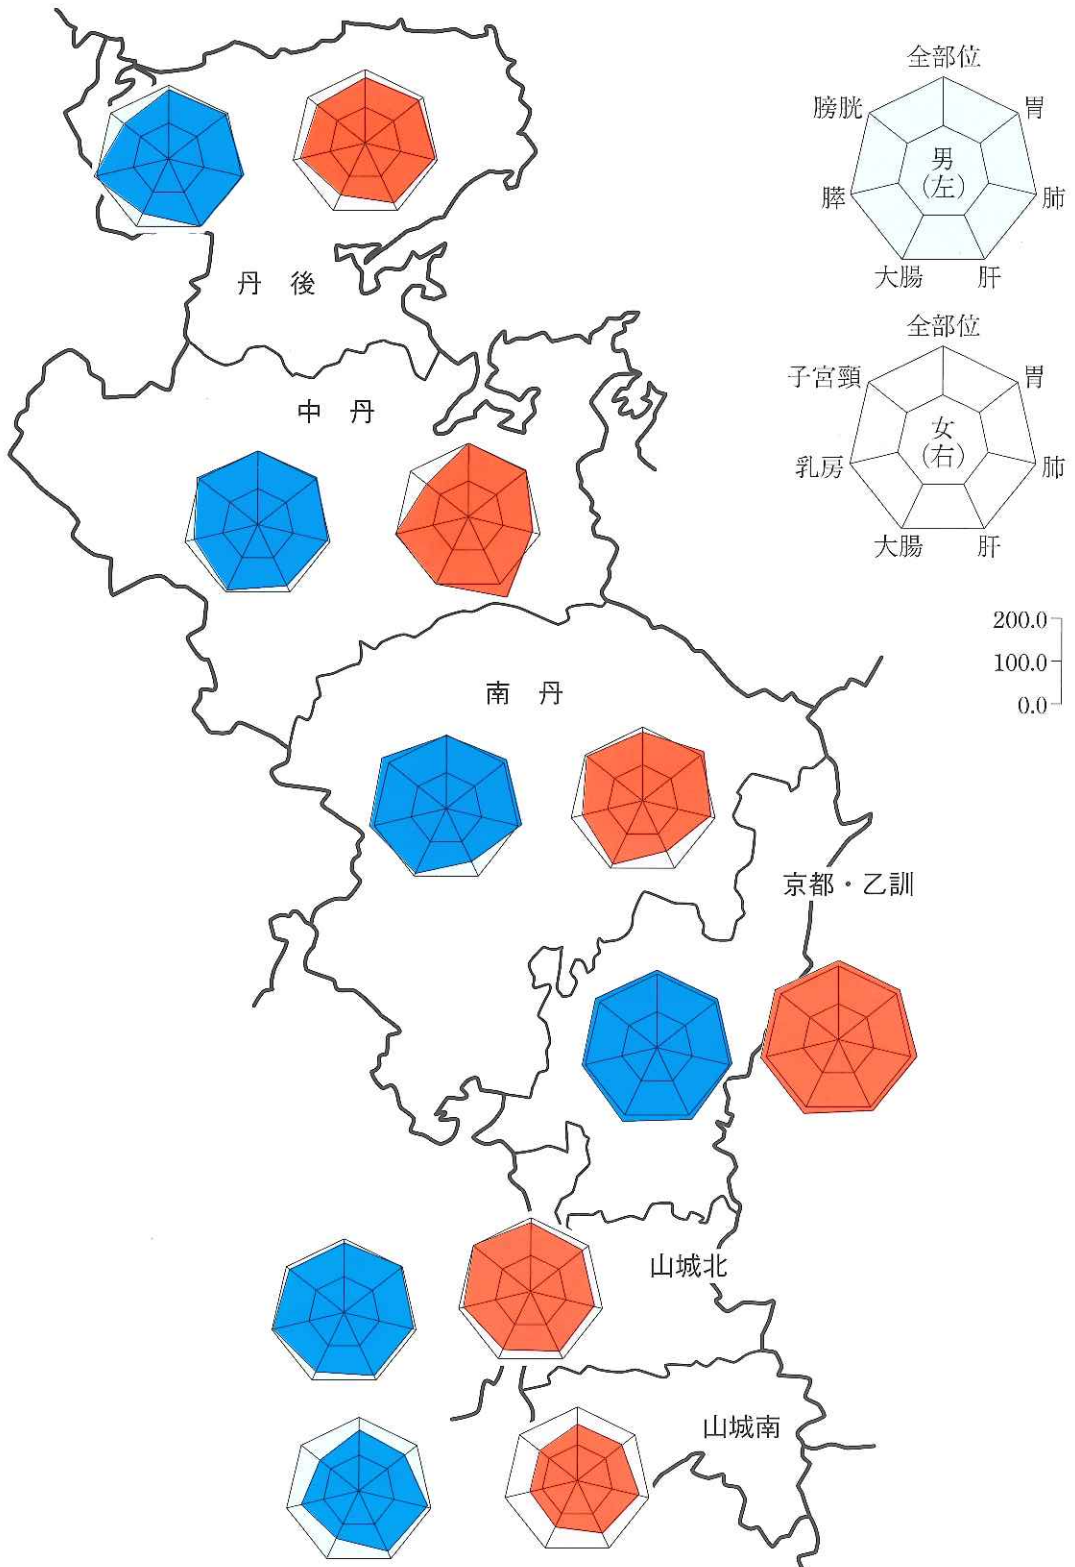 全部位
膀胱
胃
男
(左)
膵
肺
大腸
肝
全部位
子宮頸
胃
女
(右)
乳房
肺
大腸
肝
丹 後
中 丹
200.0
100.0
0.0
南 丹
京都・乙訓
山城北
山城南